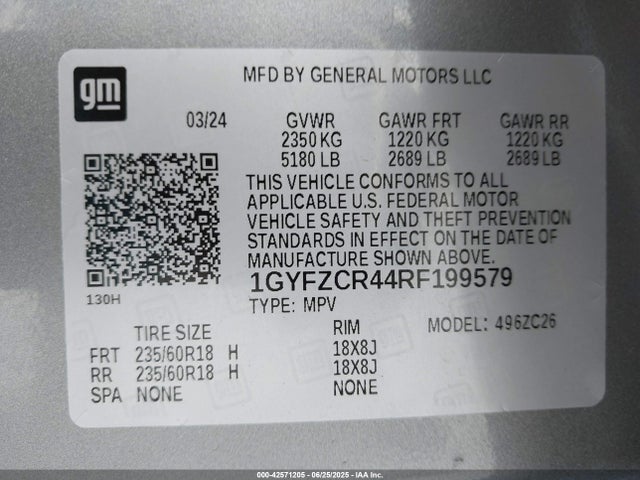 gm
MFD BY GENERAL MOTORS LLC
03/24 GVWR GAWR FRT GAWR RR
2350 KG 1220 KG 1220 KG
5180 LB 2689 LB 2689 LB
THIS VEHICLE CONFORMS TO ALL
APPLICABLE U.S. FEDERAL MOTOR
VEHICLE SAFETY AND THEFT PREVENTION
STANDARDS IN EFFECT ON THE DATE OF
MANUFACTURE SHOWN ABOVE.
1GYFZCR44RF199579
130H
TYPE: MPV
TIRE SIZE RIM MODEL: 496ZC26
FRT 235/60R18 H 18X8J
RR 235/60R18 H 18X8J
SPA NONE NONE
000-42571205 - 06/25/2025 - IAA Inc.